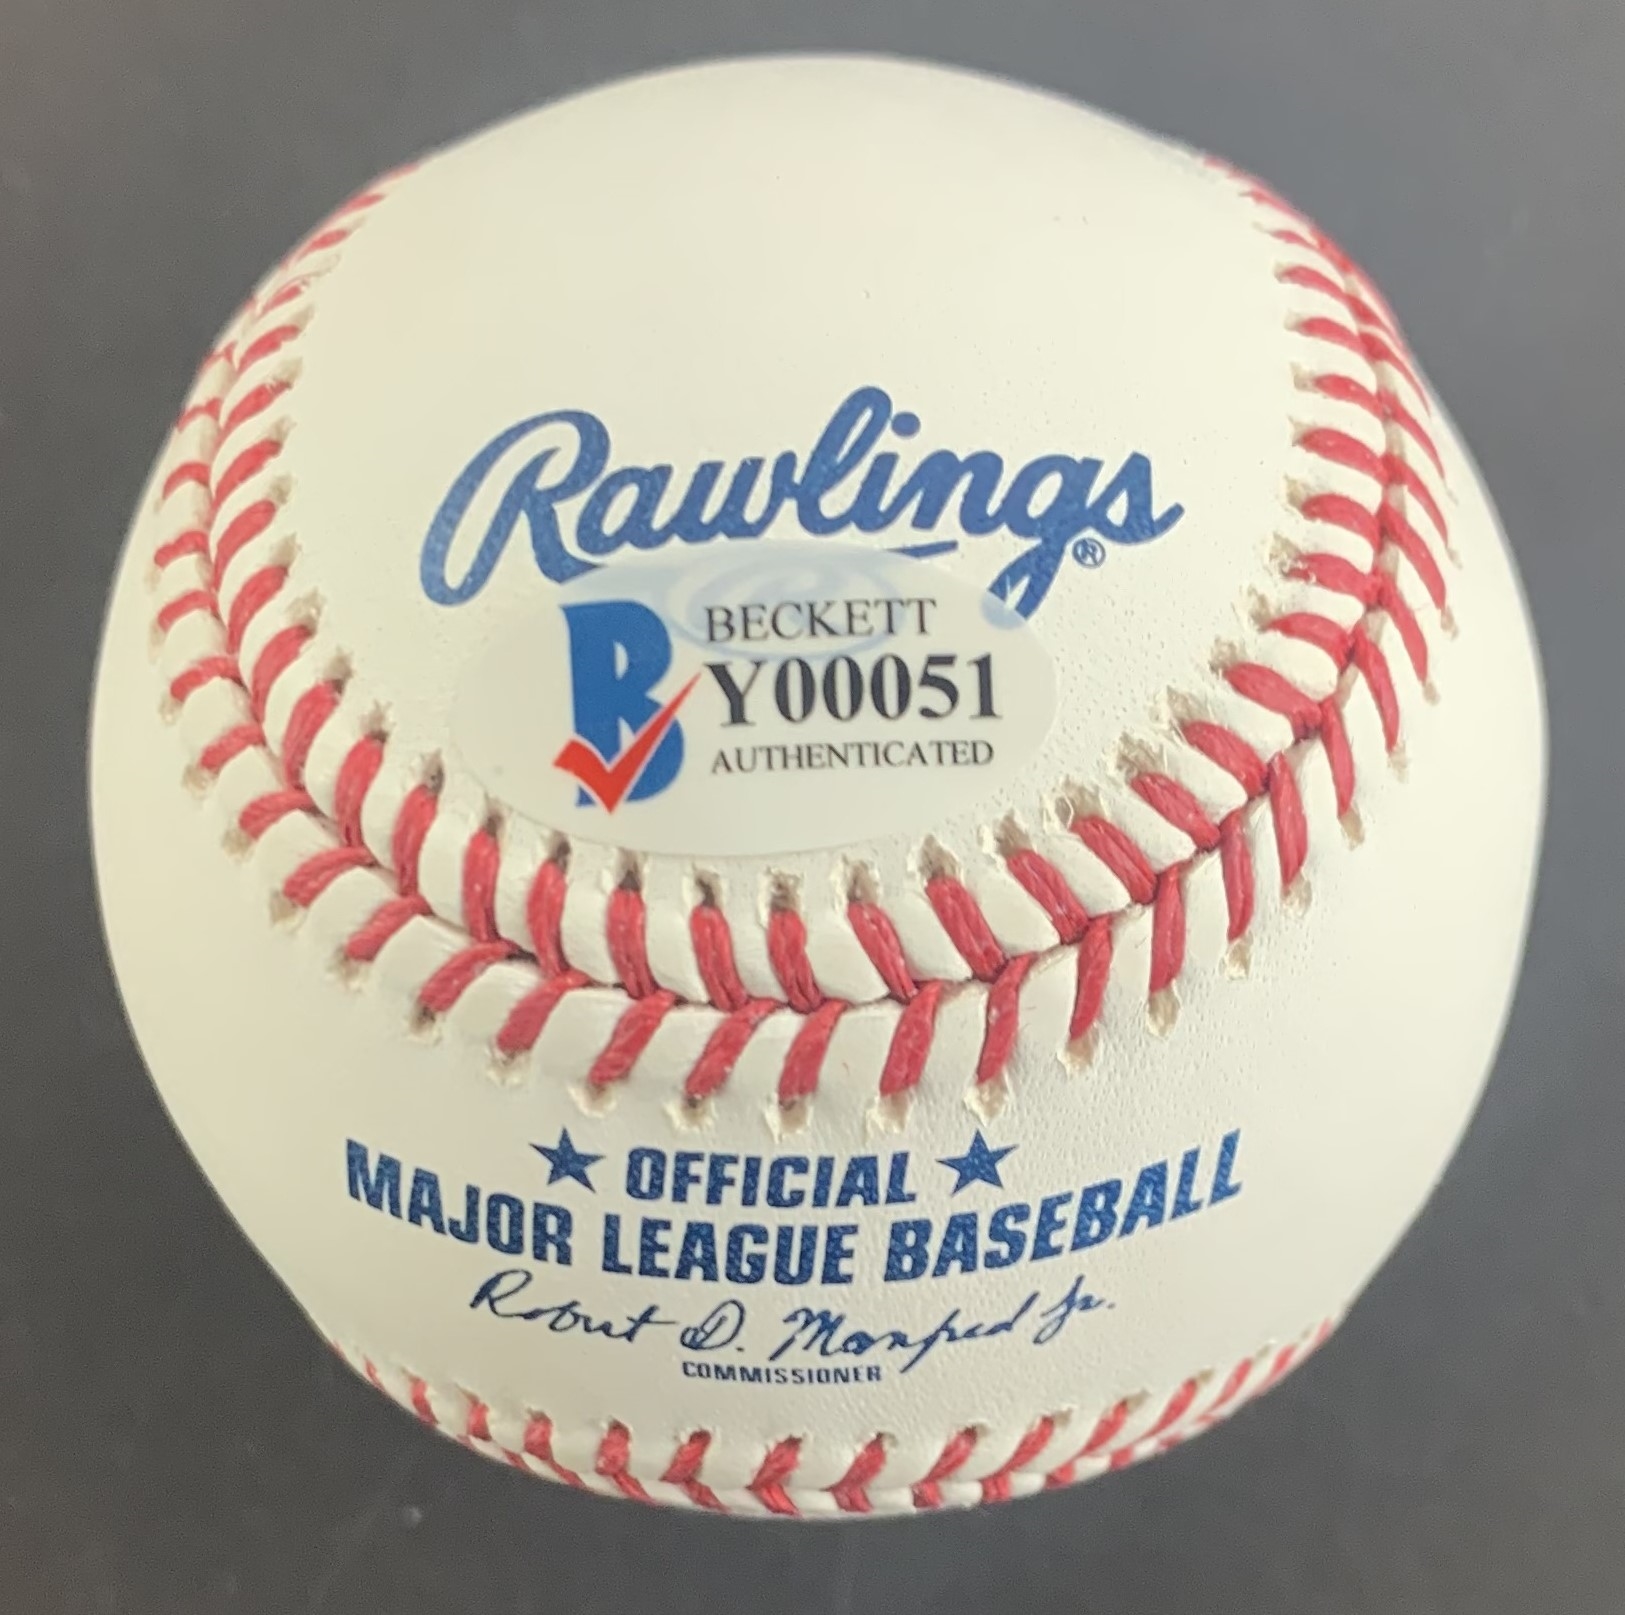 Rawlings®
BECKETT
Y00051
AUTHENTICATED
★ OFFICIAL ★
MAJOR LEAGUE BASEBALL
Robert D. Manfred Jr.
COMMISSIONER